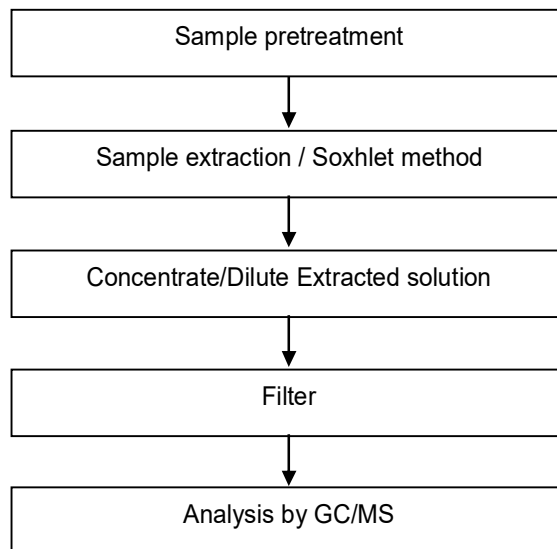 Sample pretreatment
Sample extraction / Soxhlet method
Concentrate/Dilute Extracted solution
Filter
Analysis by GC/MS